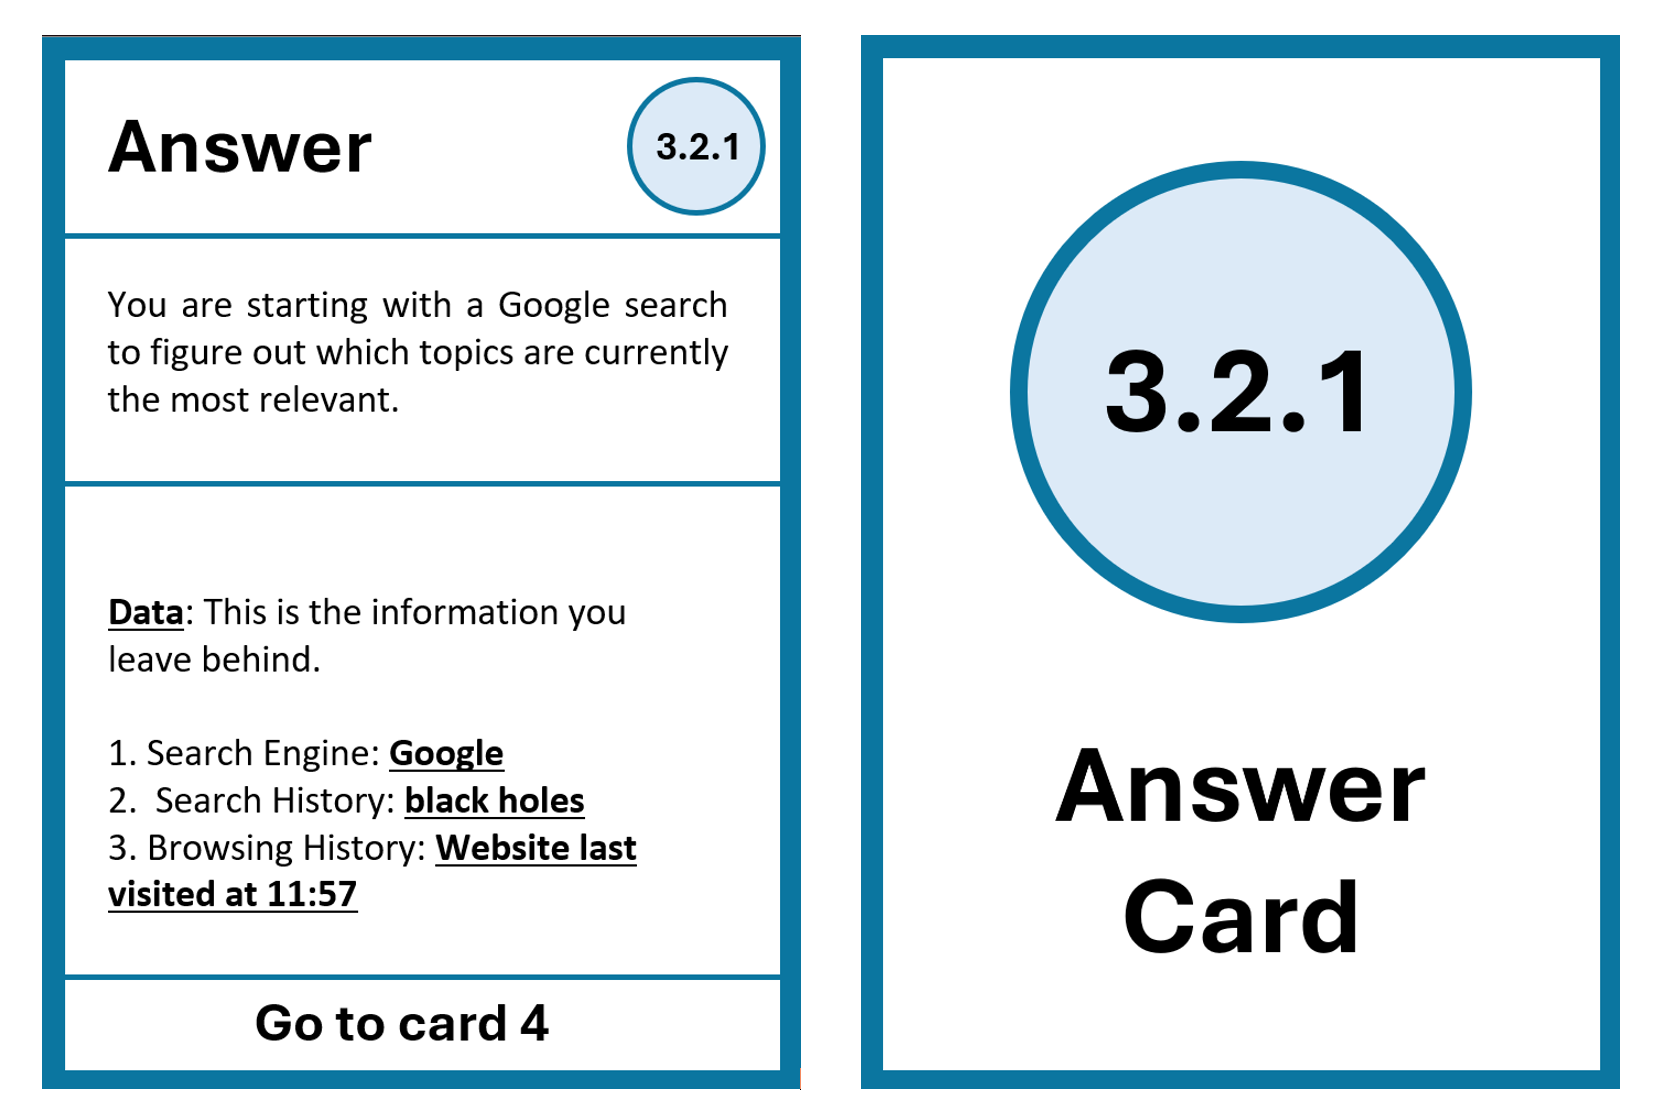 Answer
3.2.1
You are starting with a Google search
to figure out which topics are currently
the most relevant.
Data: This is the information you
leave behind.
1. Search Engine: Google
2.  Search History: black holes
3. Browsing History: Website last
visited at 11:57
Go to card 4
3.2.1
Answer
Card